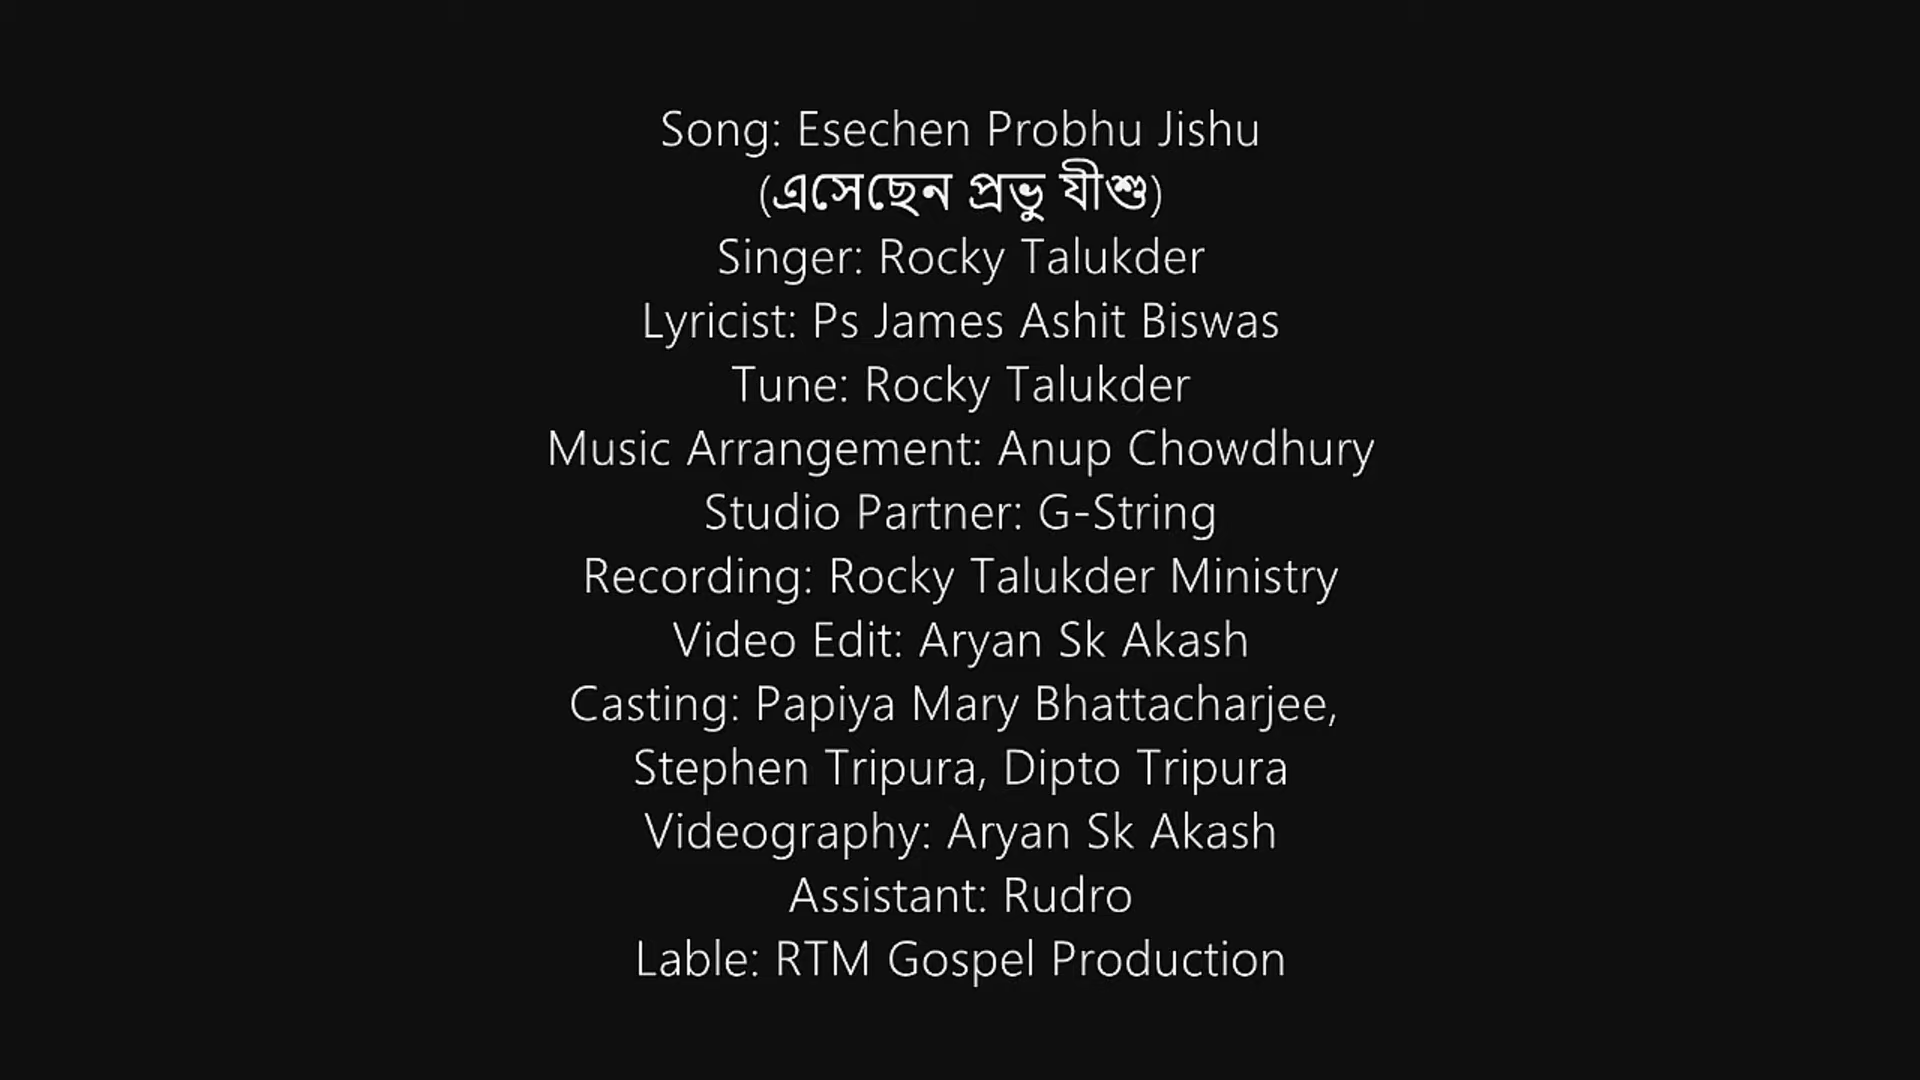 Song: Esechen Probhu Jishu
(এসেছেন প্রভু যীশু)
Singer: Rocky Talukder
Lyricist: Ps James Ashit Biswas
Tune: Rocky Talukder
Music Arrangement: Anup Chowdhury
Studio Partner: G-String
Recording: Rocky Talukder Ministry
Video Edit: Aryan Sk Akash
Casting: Papiya Mary Bhattacharjee,
Stephen Tripura, Dipto Tripura
Videography: Aryan Sk Akash
Assistant: Rudro
Lable: RTM Gospel Production